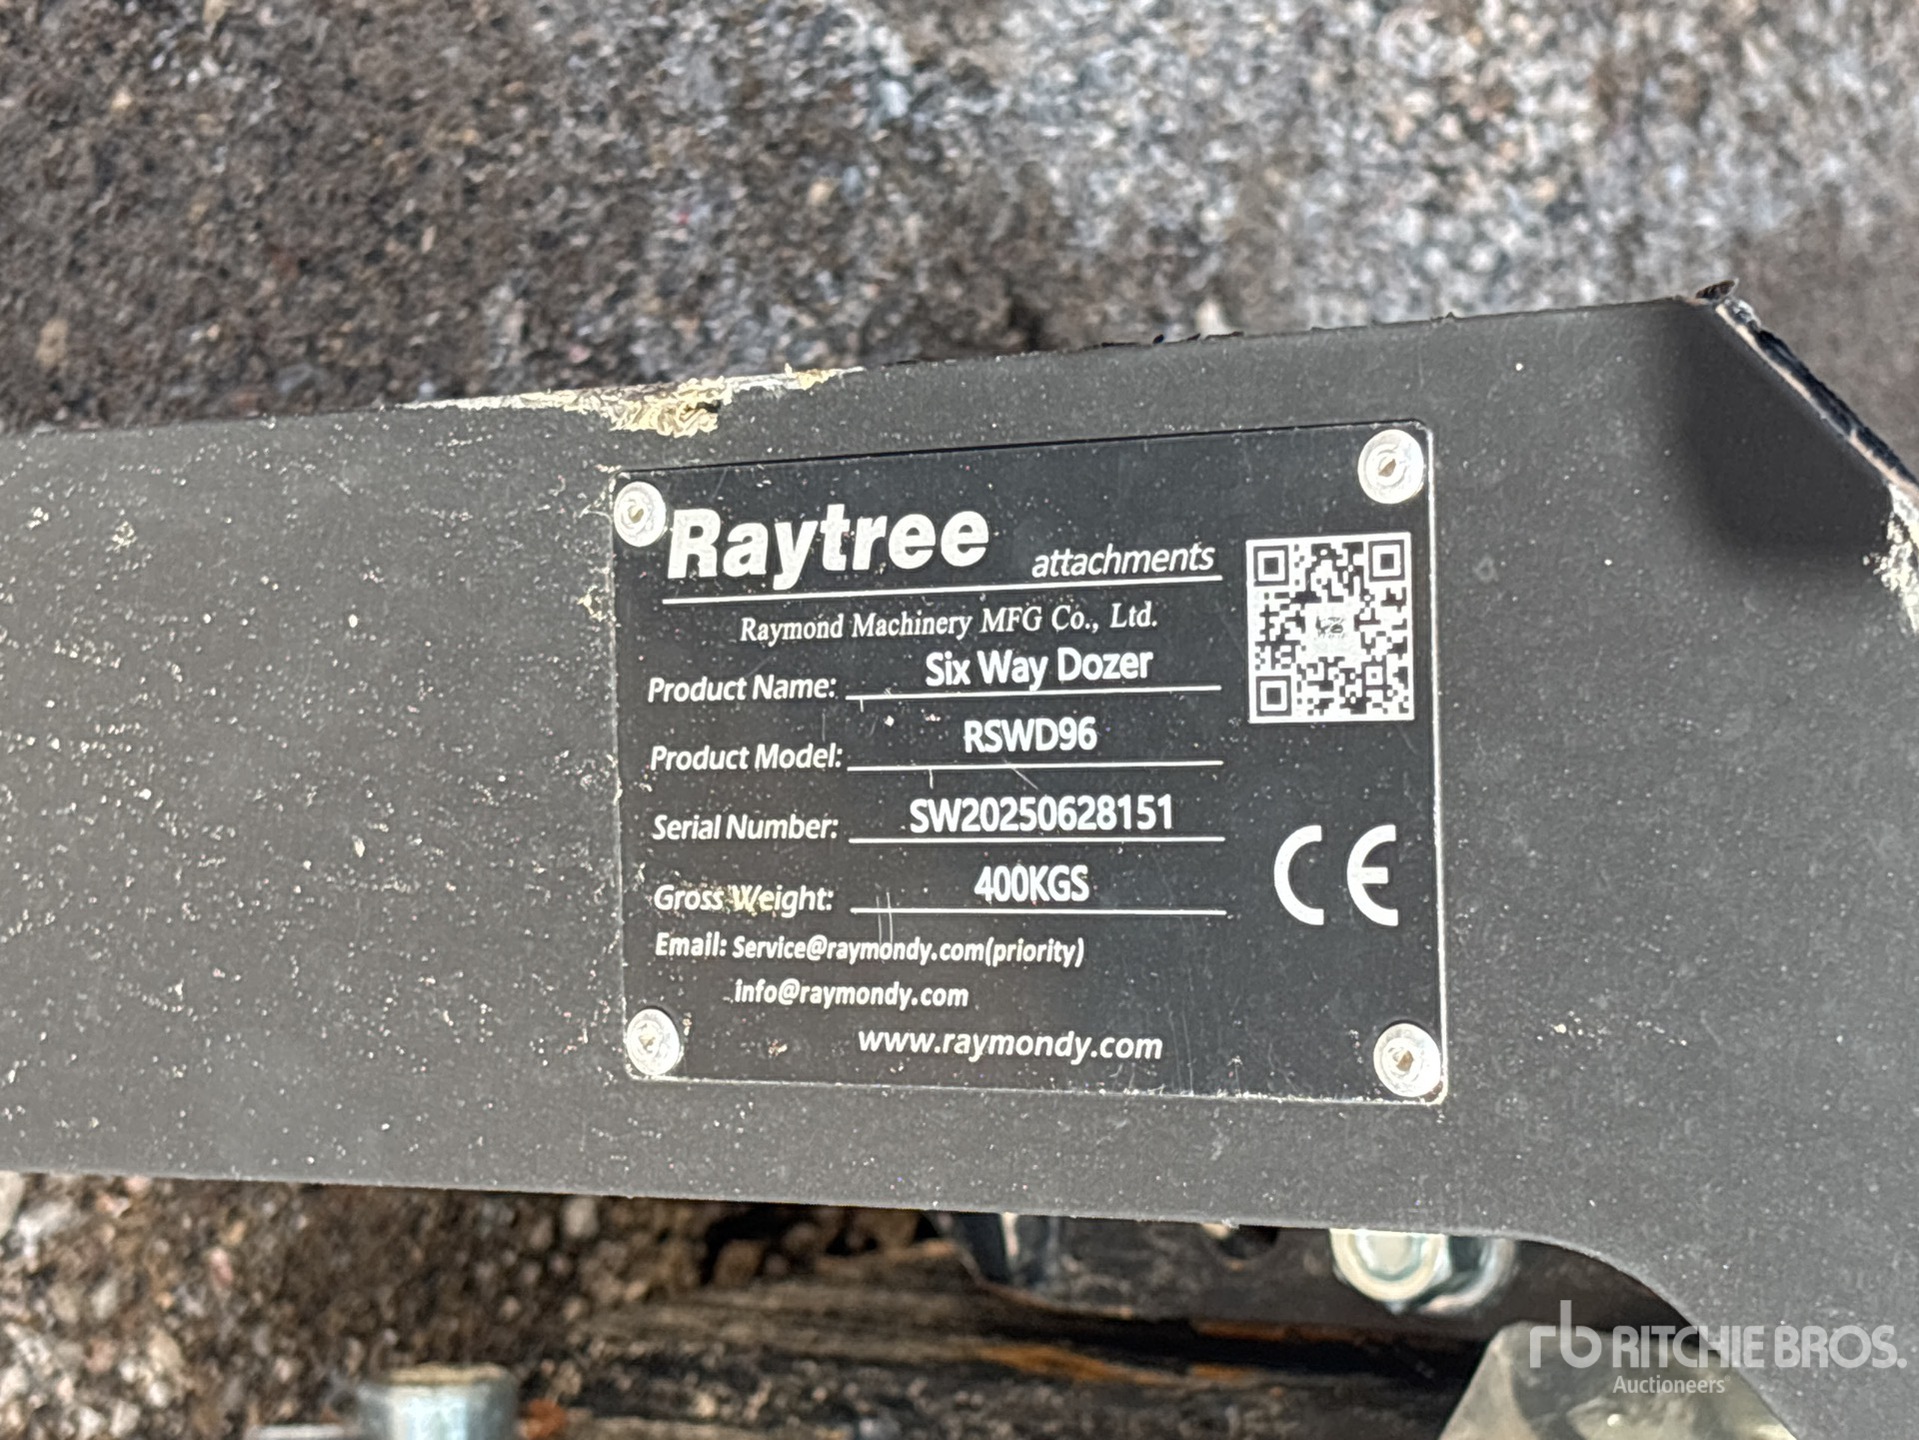 Raytree attachments
Raymond Machinery MFG Co., Ltd.
Product Name: Six Way Dozer
Product Model: RSWD96
Serial Number: SW20250628151
Gross Weight: 400KGS
Email: Service@raymondy.com(priority)
info@raymondy.com
www.raymondy.com
CE
rb RITCHIE BROS.
Auctioneers